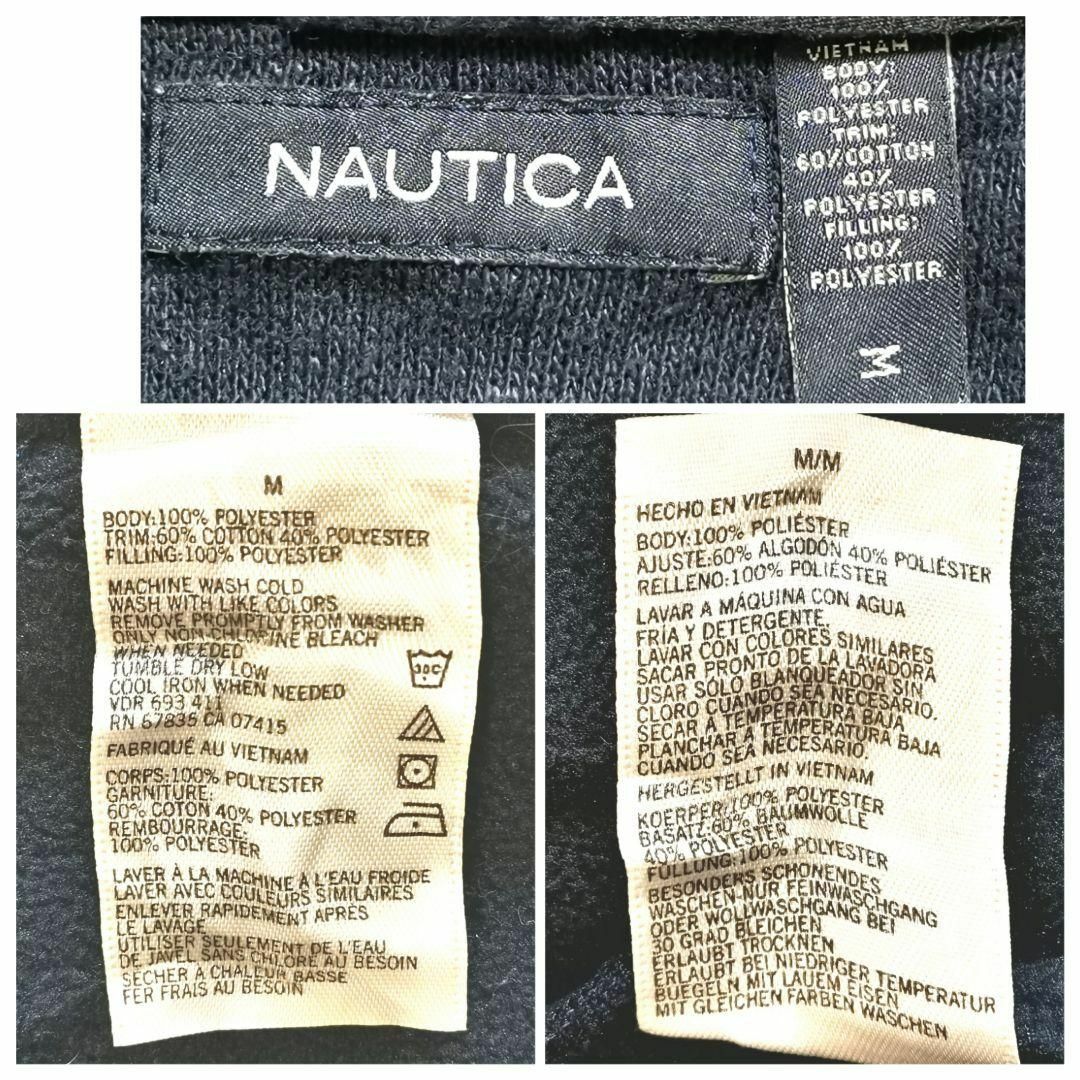 NAUTICA
VIETNAM
BODY:
100%
POLYESTER
TRIM:
60%COTTON
40%
POLYESTER
FILLING:
100%
POLYESTER
M
M
BODY:100% POLYESTER
TRIM:60% COTTON 40% POLYESTER
FILLING:100% POLYESTER
MACHINE WASH COLD
WASH WITH LIKE COLORS
REMOVE PROMPTLY FROM WASHER
ONLY NON-CHLORINE BLEACH
WHEN NEEDED
TUMBLE DRY LOW
COOL IRON WHEN NEEDED
VDR 693 411
RN 67835 CA 07415
30C
FABRIQUÉ AU VIETNAM
CORPS:100% POLYESTER
GARNITURE:
60% COTON 40% POLYESTER
REMBOURRAGE:
100% POLYESTER
LAVER À LA MACHINE À L'EAU FROIDE
LAVER AVEC COULEURS SIMILAIRES
ENLEVER RAPIDEMENT APRÈS
LE LAVAGE
UTILISER SEULEMENT DE L'EAU
DE JAVEL SANS CHLORE AU BESOIN
SÉCHER À CHALEUR BASSE
FER FRAIS AU BESOIN
M/M
HECHO EN VIETNAM
BODY:100% POLIÉSTER
AJUSTE:60% ALGODÓN 40% POLIÉSTER
RELLENO:100% POLIÉSTER
LAVAR A MÁQUINA CON AGUA
FRÍA Y DETERGENTE.
LAVAR CON COLORES SIMILARES
SACAR PRONTO DE LA LAVADORA
USAR SOLO BLANQUEADOR SIN
CLORO CUANDO SEA NECESARIO.
SECAR A TEMPERATURA BAJA
PLANCHAR A TEMPERATURA BAJA
CUANDO SEA NECESARIO.
HERGESTELLT IN VIETNAM
KOERPER:100% POLYESTER
BASATZ:60% BAUMWOLLE
40% POLYESTER
FÜLLUNG:100% POLYESTER
BESONDERS SCHONENDES
WASCHEN-NUR FEINWASCHGANG
ODER WOLLWASCHGANG BEI
30 GRAD BLEICHEN
ERLAUBT TROCKNEN
ERLAUBT BEI NIEDRIGER TEMPERATUR
BUEGELN MIT LAUEM EISEN
MIT GLEICHEN FARBEN WASCHEN